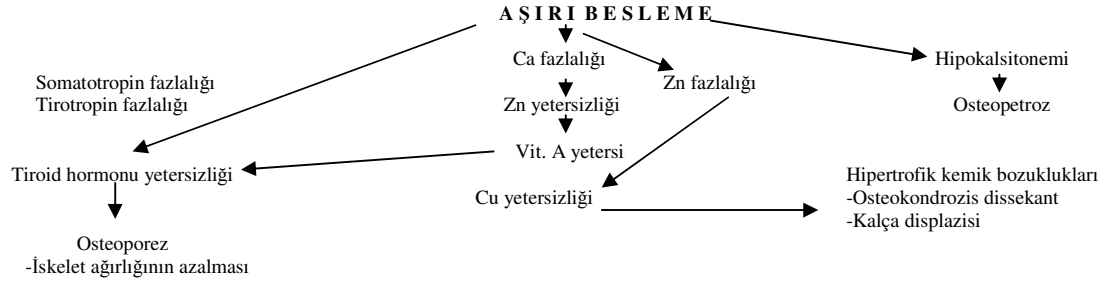 A Ş I R I B E S L E M E
Ca fazlalığı
Hipokalsitonemi
Somatotropin fazlalığı
Zn fazlalığı
Tirotropin fazlalığı
Zn yetersizliği
Osteopetroz
Vit. A yetersi
Tiroid hormonu yetersizliği
Hipertrofik kemik bozuklukları
Cu yetersizliği
-Osteokondrozis dissekant
-Kalça displazisi
Osteoporez
-İskelet ağırlığının azalması